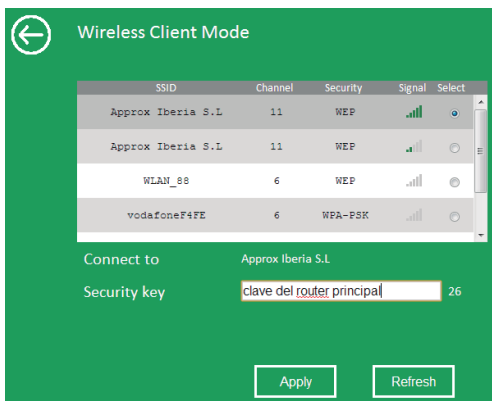 Wireless Client Mode
SSID Channel Security Signal Select
Approx Iberia S.L 11 WEP
Approx Iberia S.L 11 WEP
WLAN_88 6 WEP
vodafoneF4FE 6 WPA-PSK
Connect to Approx Iberia S.L
Security key clave del router principal 26
Apply Refresh